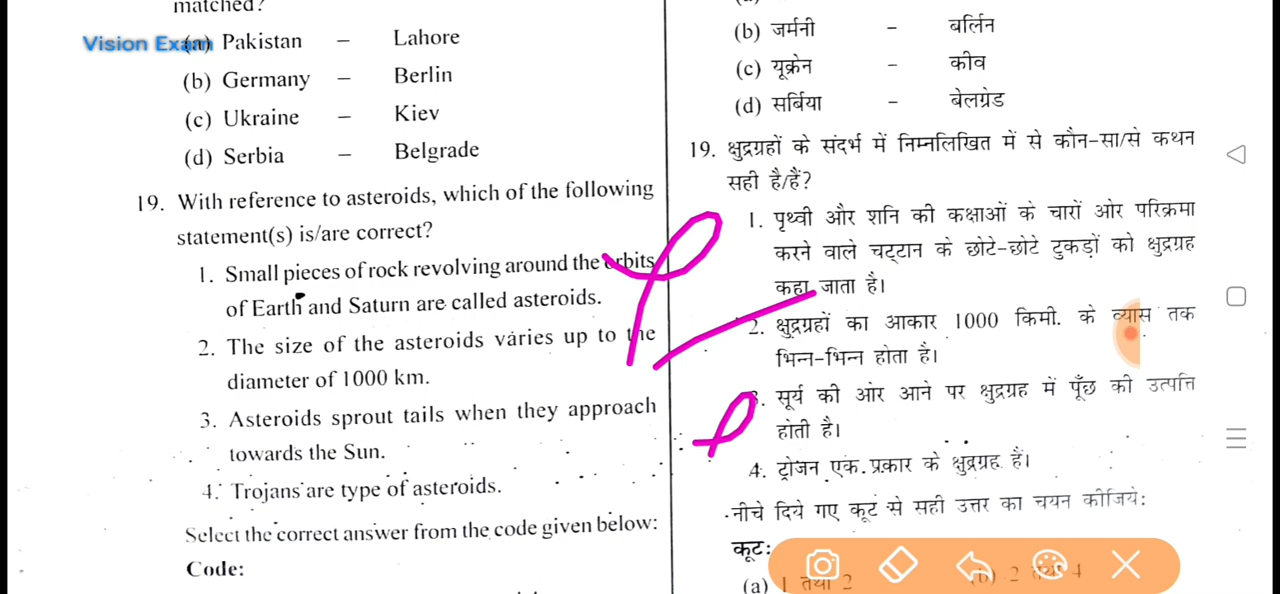 matched?
Vision Exam
(a) Pakistan – Lahore
(b) Germany – Berlin
(c) Ukraine – Kiev
(d) Serbia – Belgrade
19. With reference to asteroids, which of the following
statement(s) is/are correct?
1. Small pieces of rock revolving around the orbits
of Earth and Saturn are called asteroids.
2. The size of the asteroids varies up to the
diameter of 1000 km.
3. Asteroids sprout tails when they approach
towards the Sun.
4. Trojans are type of asteroids.
Select the correct answer from the code given below:
Code:
(b) जर्मनी – बर्लिन
(c) यूक्रेन – कीव
(d) सर्बिया – बेलग्रेड
19. क्षुद्रग्रहों के संदर्भ में निम्नलिखित में से कौन-सा/से कथन
सही है/हैं?
1. पृथ्वी और शनि की कक्षाओं के चारों ओर परिक्रमा
करने वाले चट्टान के छोटे-छोटे टुकड़ों को क्षुद्रग्रह
कहा जाता है।
2. क्षुद्रग्रहों का आकार 1000 किमी. के व्यास तक
भिन्न-भिन्न होता है।
3. सूर्य की ओर आने पर क्षुद्रग्रह में पूँछ की उत्पत्ति
होती है।
4. ट्रोजन एक प्रकार के क्षुद्रग्रह हैं।
नीचे दिये गए कूट से सही उत्तर का चयन कीजिये:
कूट:
(a) 1 तथा 2 (b) 2 तथा 4